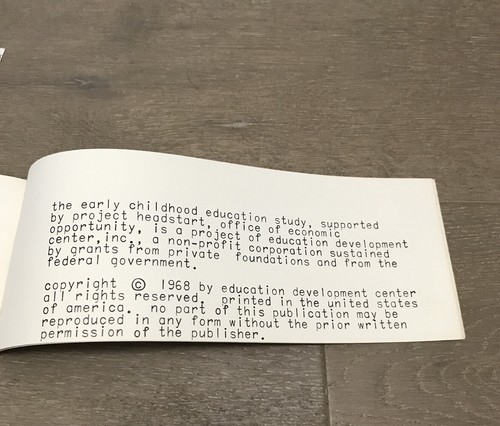 the early childhood education study, supported
by project headstart, office of economic
opportunity, is a project of education development
center,inc., a non-profit corporation sustained
by grants from private foundations and from the
federal government.
copyright © 1968 by education development center
all rights reserved, printed in the united states
of america. no part of this publication may be
reproduced in any form without the prior written
permission of the publisher.